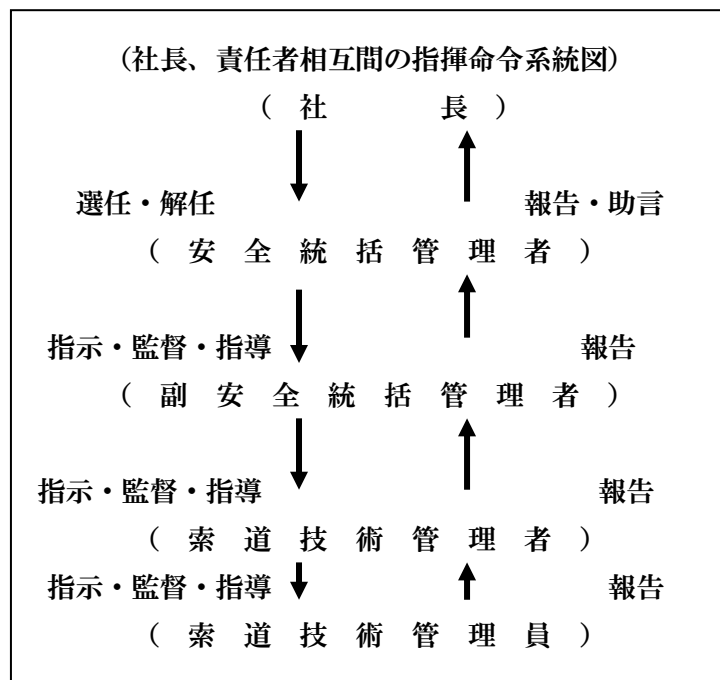 (社長、責任者相互間の指揮命令系統図)
( 社 長 )
選任・解任 報告・助言
( 安 全 統 括 管 理 者 )
指示・監督・指導 報告
( 副 安 全 統 括 管 理 者 )
指示・監督・指導 報告
( 索 道 技 術 管 理 者 )
指示・監督・指導 報告
( 索 道 技 術 管 理 員 )